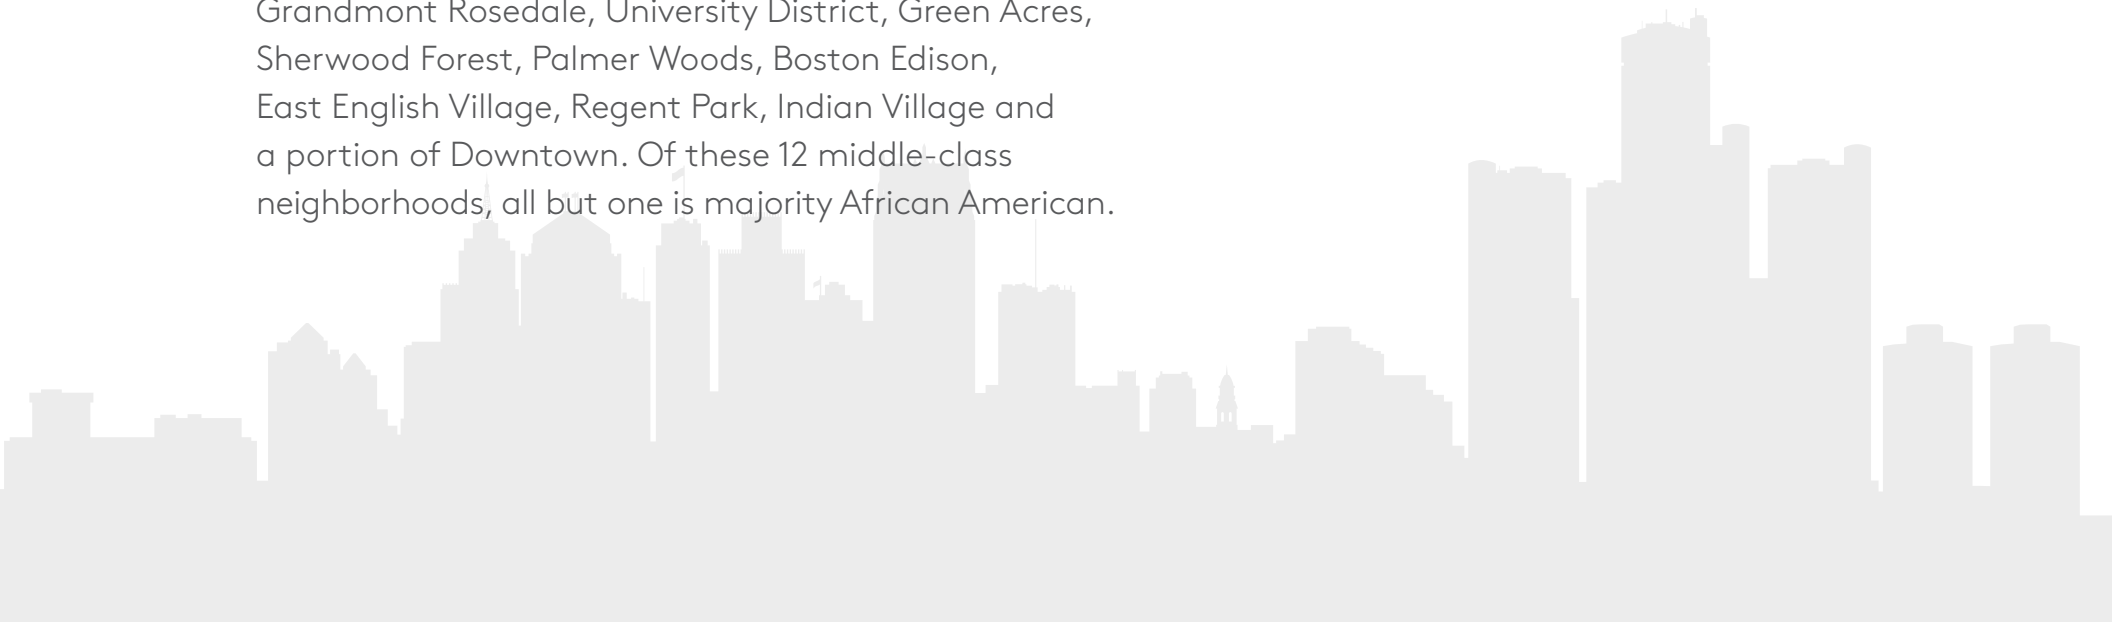 Grandmont Rosedale, University District, Green Acres,
Sherwood Forest, Palmer Woods, Boston Edison,
East English Village, Regent Park, Indian Village and
a portion of Downtown. Of these 12 middle-class
neighborhoods, all but one is majority African American.